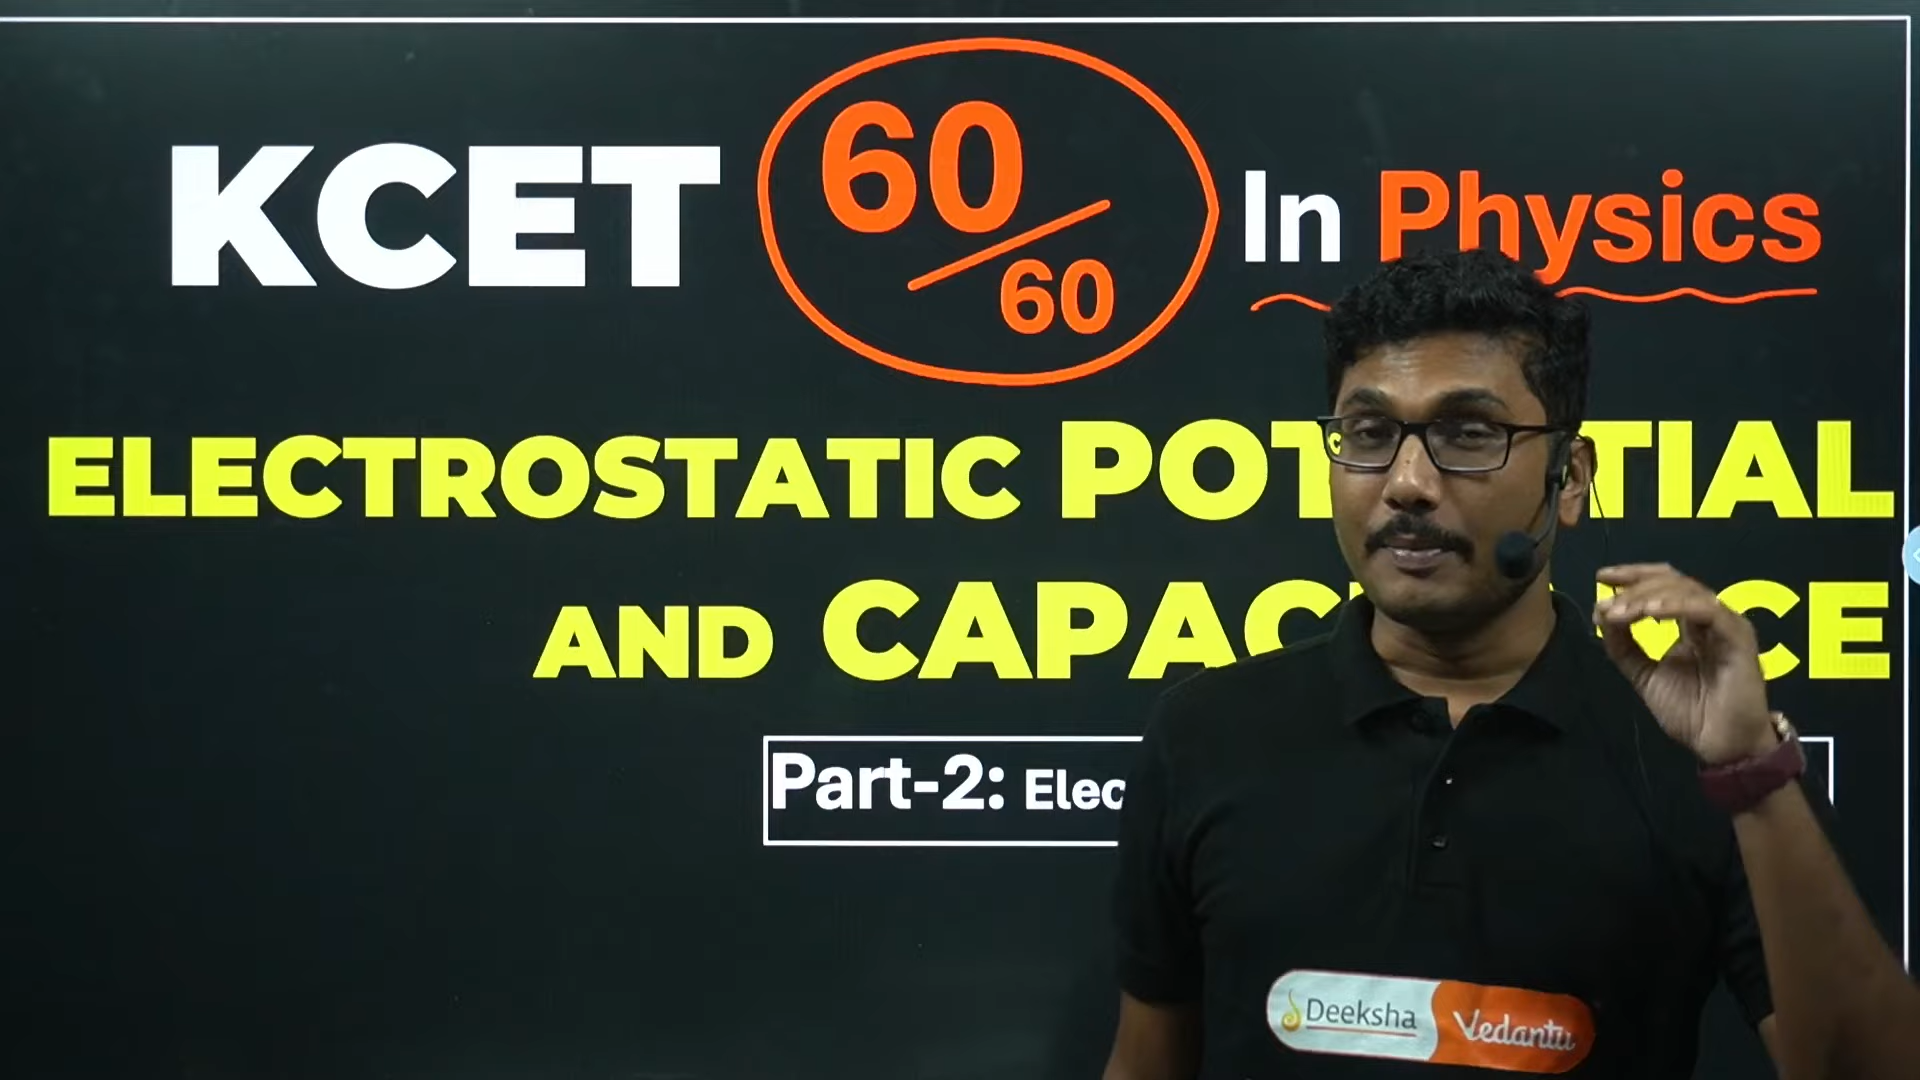 KCET 60/60 In Physics
ELECTROSTATIC
AND
Part-2:
Deeksha Vedantu